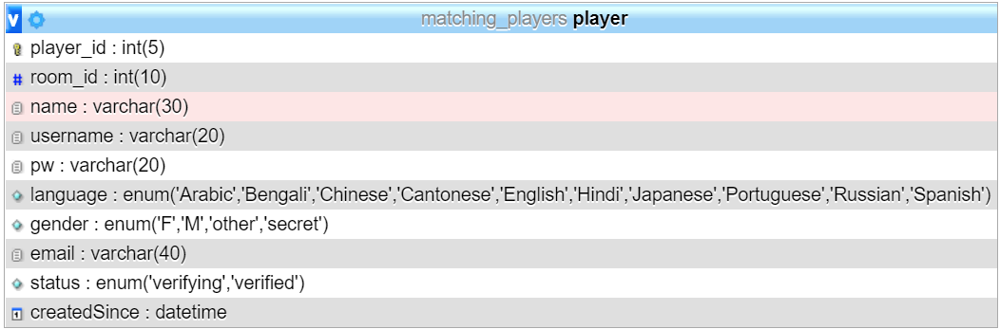 v matching_players player
player_id : int(5)
# room_id : int(10)
name : varchar(30)
username : varchar(20)
pw : varchar(20)
language : enum('Arabic','Bengali','Chinese','Cantonese','English','Hindi','Japanese','Portuguese','Russian','Spanish')
gender : enum('F','M','other','secret')
email : varchar(40)
status : enum('verifying','verified')
1 createdSince : datetime